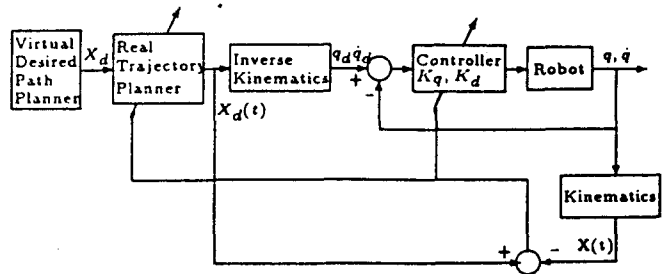 Virtual
Desired
Path
Planner
X_d
Real
Trajectory
Planner
Inverse
Kinematics
q_d q̇_d
+
−
Controller
K_q, K_d
Robot
q, q̇
X_d(t)
Kinematics
+
−
X(t)